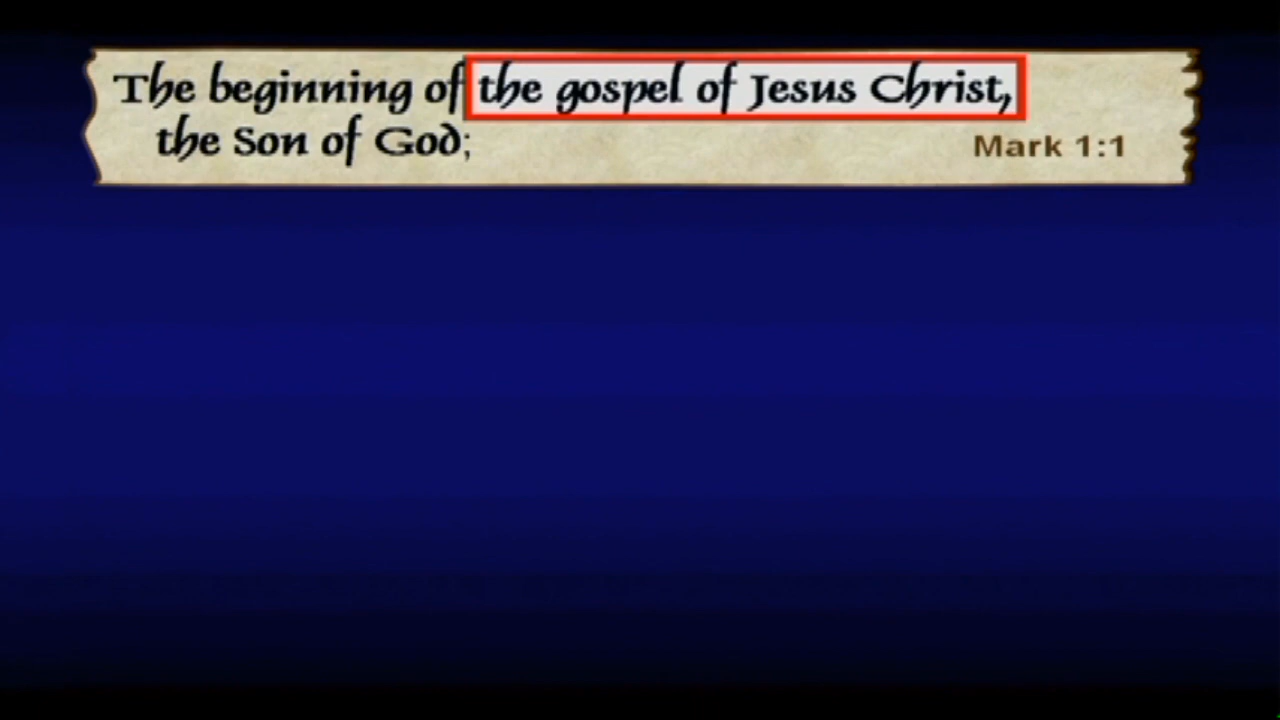 The beginning of the gospel of Jesus Christ,
the Son of God;
Mark 1:1